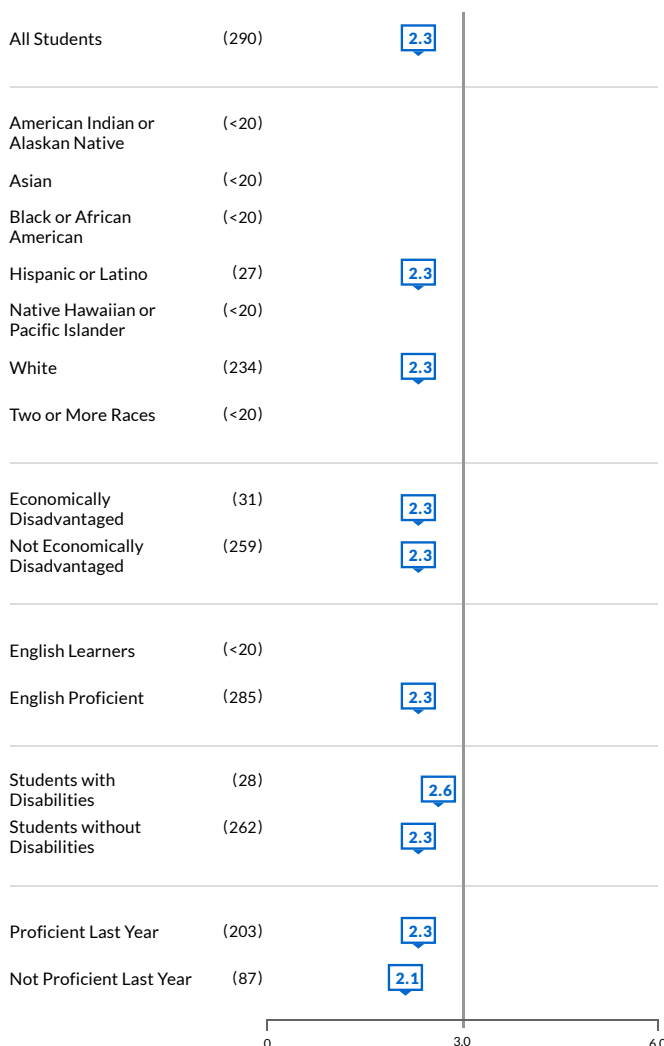 All Students (290) 2.3
American Indian or (<20)
Alaskan Native
Asian (<20)
Black or African (<20)
American
Hispanic or Latino (27) 2.3
Native Hawaiian or (<20)
Pacific Islander
White (234) 2.3
Two or More Races (<20)
Economically (31) 2.3
Disadvantaged
Not Economically (259) 2.3
Disadvantaged
English Learners (<20)
English Proficient (285) 2.3
Students with (28) 2.6
Disabilities
Students without (262) 2.3
Disabilities
Proficient Last Year (203) 2.3
Not Proficient Last Year (87) 2.1
0 3.0 6.0